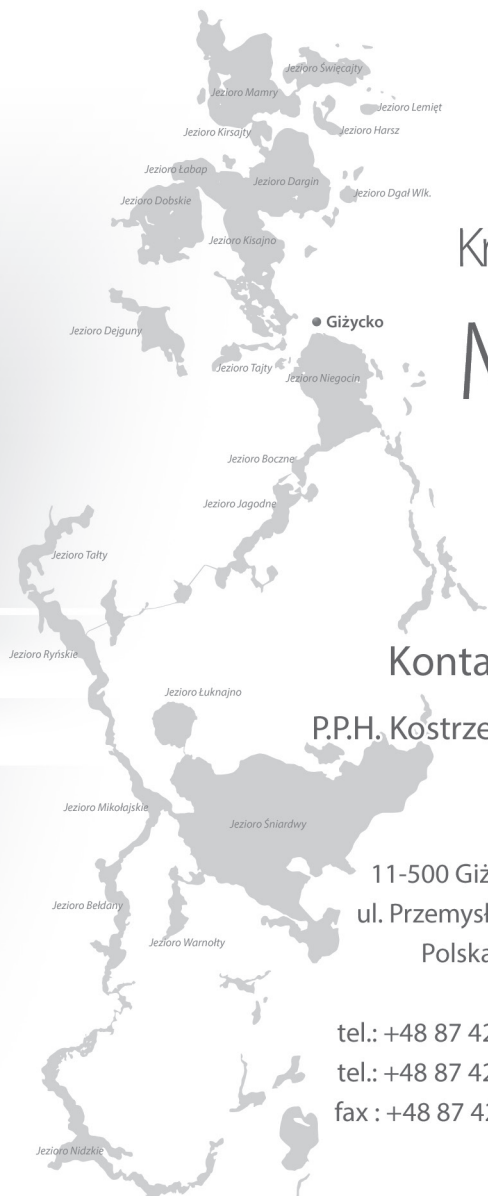 Jezioro Święcajty
Jezioro Mamry
Jezioro Lemięt
Jezioro Kirsajty
Jezioro Harsz
Jezioro Łabap
Jezioro Dargin
Jezioro Dobskie
Jezioro Dgał Wlk.
Jezioro Kisajno
Giżycko
Jezioro Dejguny
Jezioro Tajty
Jezioro Niegocin
Jezioro Boczne
Jezioro Jagodne
Jezioro Tałty
Jezioro Ryńskie
Konta
Jezioro Łuknajno
P.P.H. Kostrze
Jezioro Mikołajskie
Jezioro Śniardwy
11-500 Giż
Jezioro Bełdany
ul. Przemysł
Jezioro Warnołty
Polska
tel.: +48 87 42
tel.: +48 87 42
fax : +48 87 42
Jezioro Nidzkie